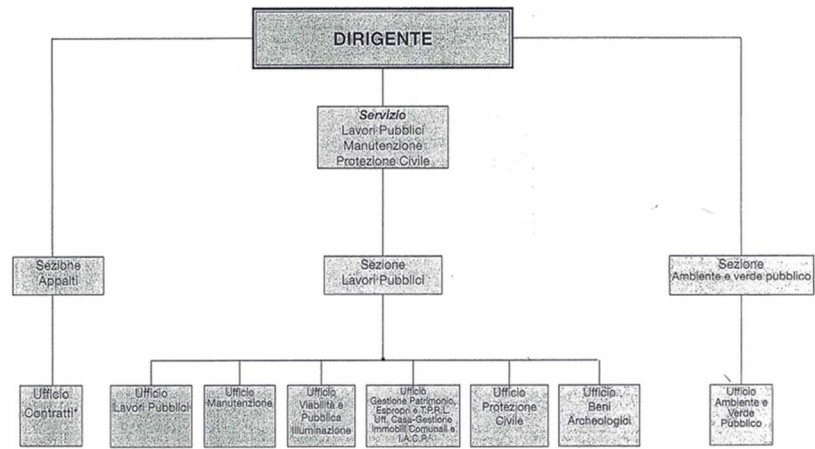 DIRIGENTE
Servizio
Lavori Pubblici
Manutenzione
Protezione Civile
Sezione
Appalti
Sezione
Lavori Pubblici
Sezione
Ambiente e verde pubblico
Ufficio
Contratti*
Ufficio
Lavori Pubblici
Ufficio
Manutenzione
Ufficio
Viabilità e
Pubblica
Illuminazione
Ufficio
Gestione Patrimonio,
Espropri e T.P.R.L.
Uff. Casa-Gestione
Immobili Comunali e
I.A.C.P.
Ufficio
Protezione
Civile
Ufficio
Beni
Archeologici
Ufficio
Ambiente e
Verde
Pubblico